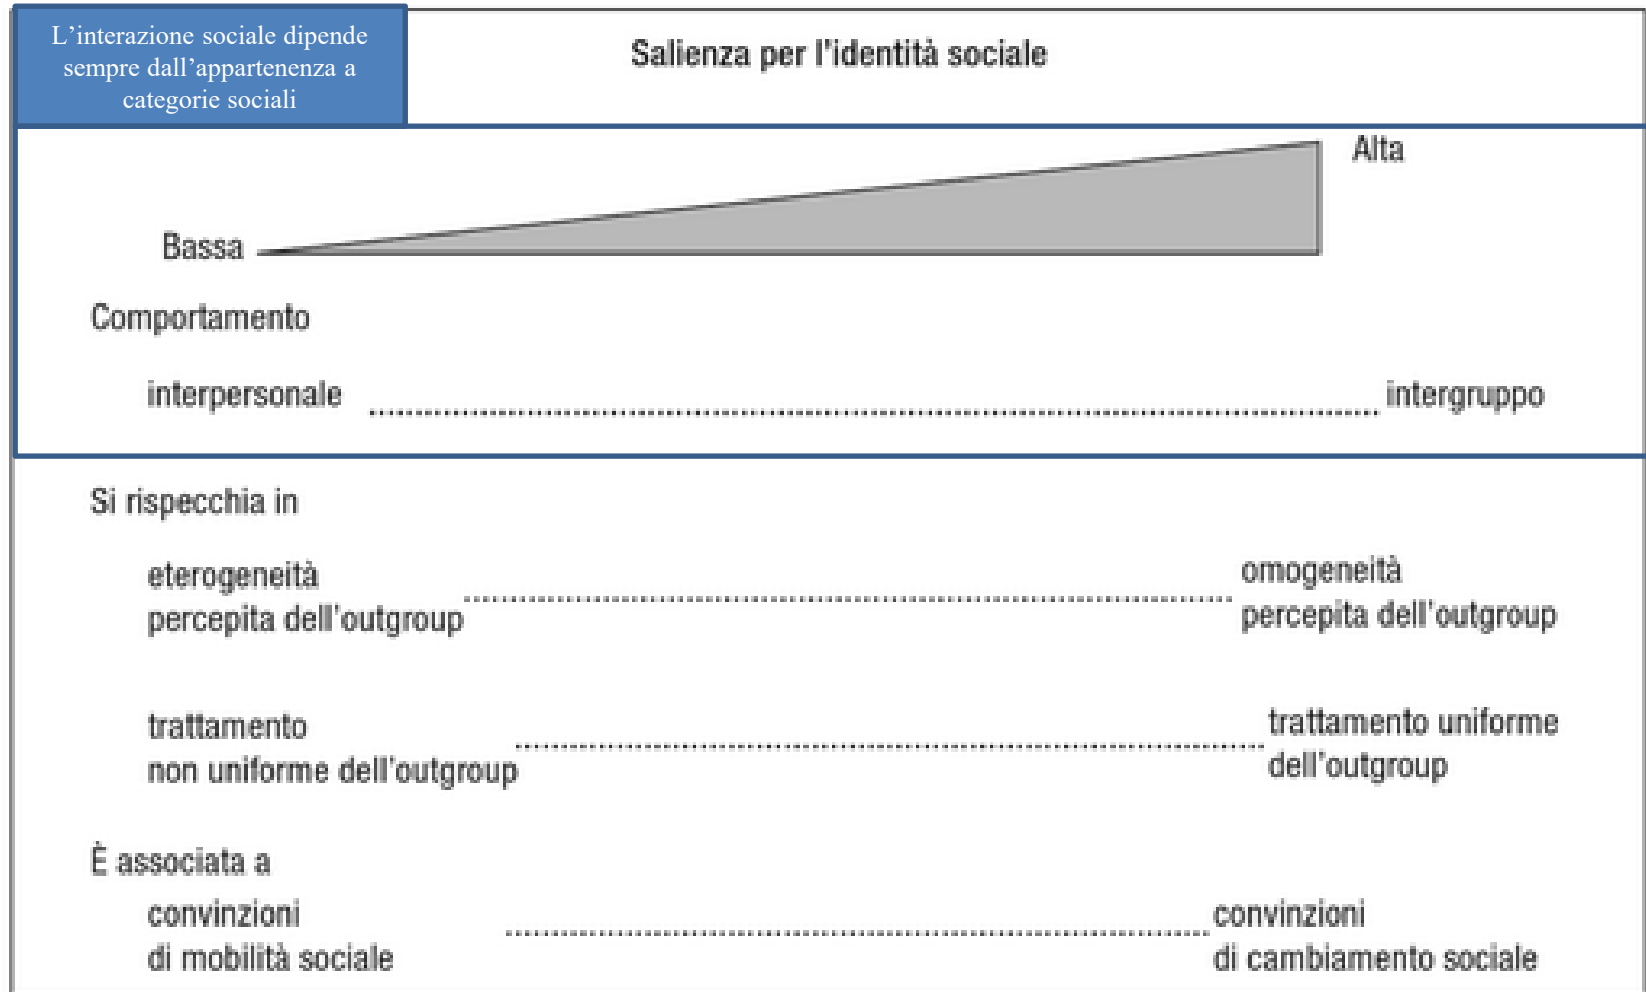 L’interazione sociale dipende
sempre dall’appartenenza a
categorie sociali
Salienza per l'identità sociale
Alta
Bassa
Comportamento
interpersonale
intergruppo
Si rispecchia in
eterogeneità
percepita dell'outgroup
omogeneità
percepita dell'outgroup
trattamento
non uniforme dell'outgroup
trattamento uniforme
dell'outgroup
È associata a
convinzioni
di mobilità sociale
convinzioni
di cambiamento sociale